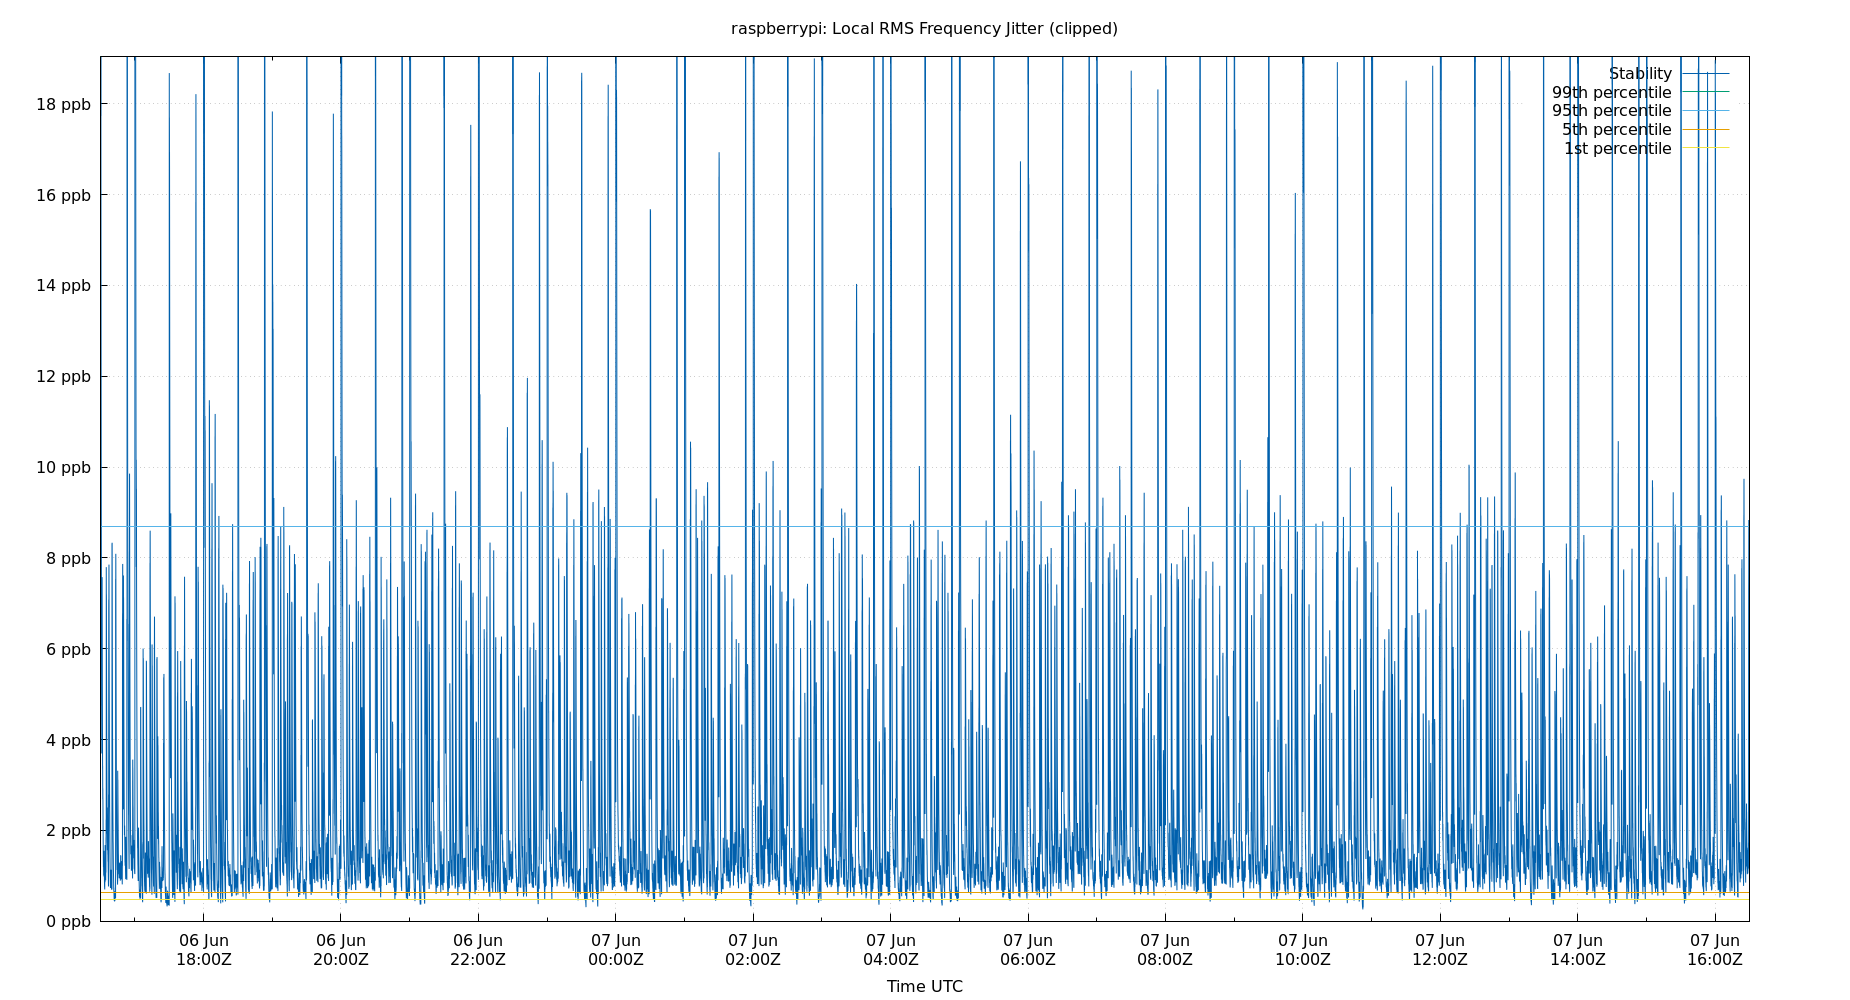 raspberrypi: Local RMS Frequency Jitter (clipped)
Stability
99th percentile
95th percentile
5th percentile
1st percentile
18 ppb
16 ppb
14 ppb
12 ppb
10 ppb
8 ppb
6 ppb
4 ppb
2 ppb
0 ppb
06 Jun 06 Jun 06 Jun 07 Jun 07 Jun 07 Jun 07 Jun 07 Jun 07 Jun 07 Jun 07 Jun 07 Jun
18:00Z 20:00Z 22:00Z 00:00Z 02:00Z 04:00Z 06:00Z 08:00Z 10:00Z 12:00Z 14:00Z 16:00Z
Time UTC